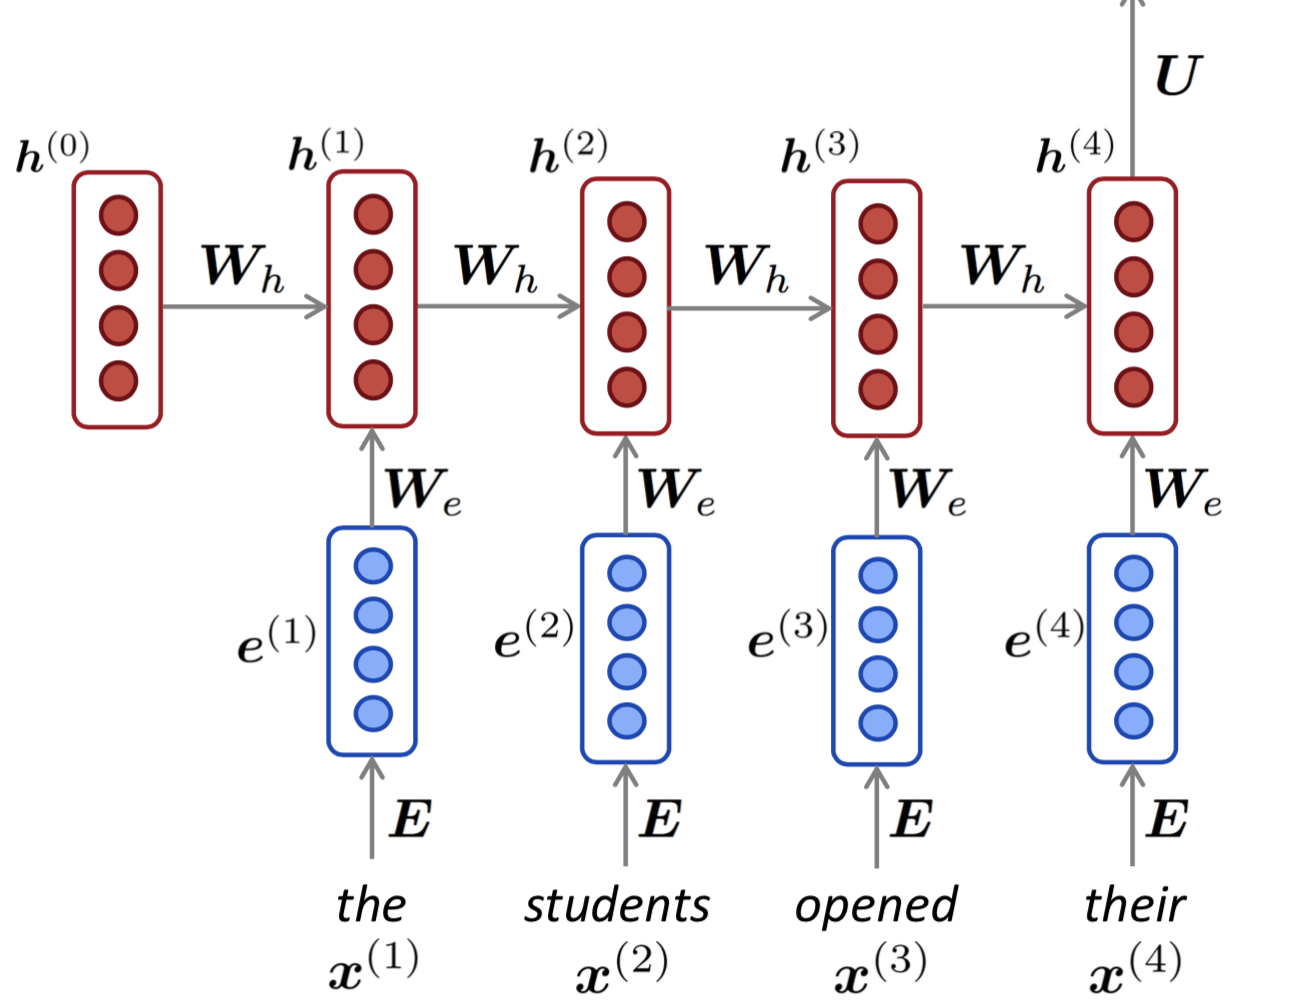 U
h(0) h(1) h(2) h(3) h(4)
Wh Wh Wh Wh
We We We We
e(1) e(2) e(3) e(4)
E E E E
the students opened their
x(1) x(2) x(3) x(4)